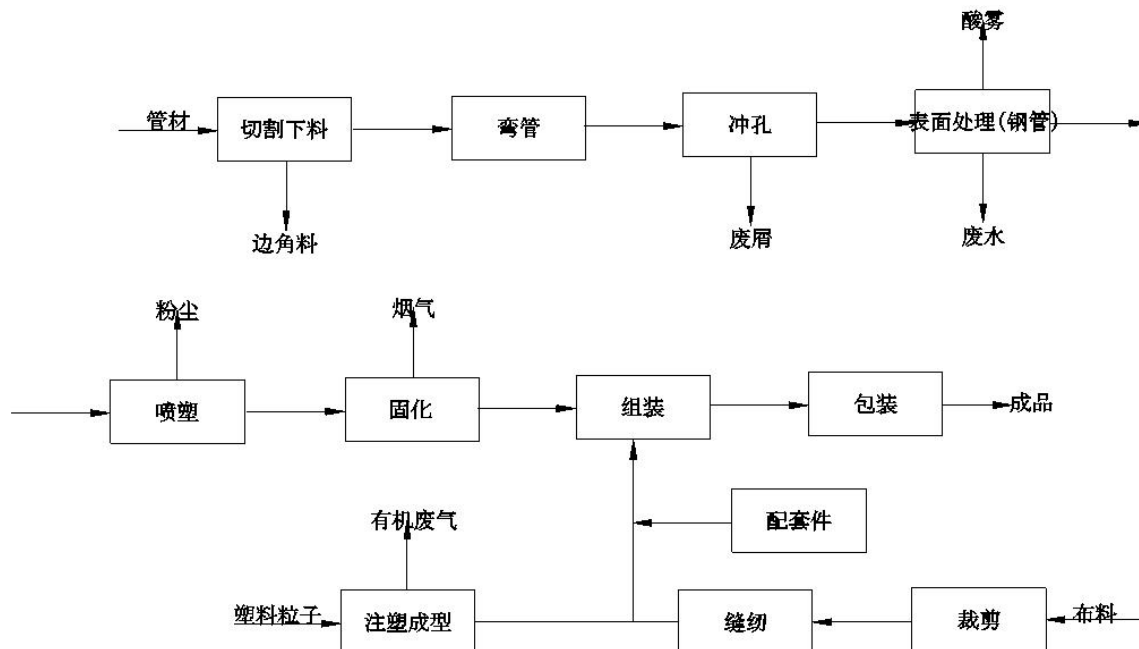 酸雾
管材
切割下料
弯管
冲孔
表面处理(钢管)
边角料
废屑
废水
粉尘
烟气
喷塑
固化
组装
包装
成品
有机废气
配套件
塑料粒子
注塑成型
缝纫
裁剪
布料